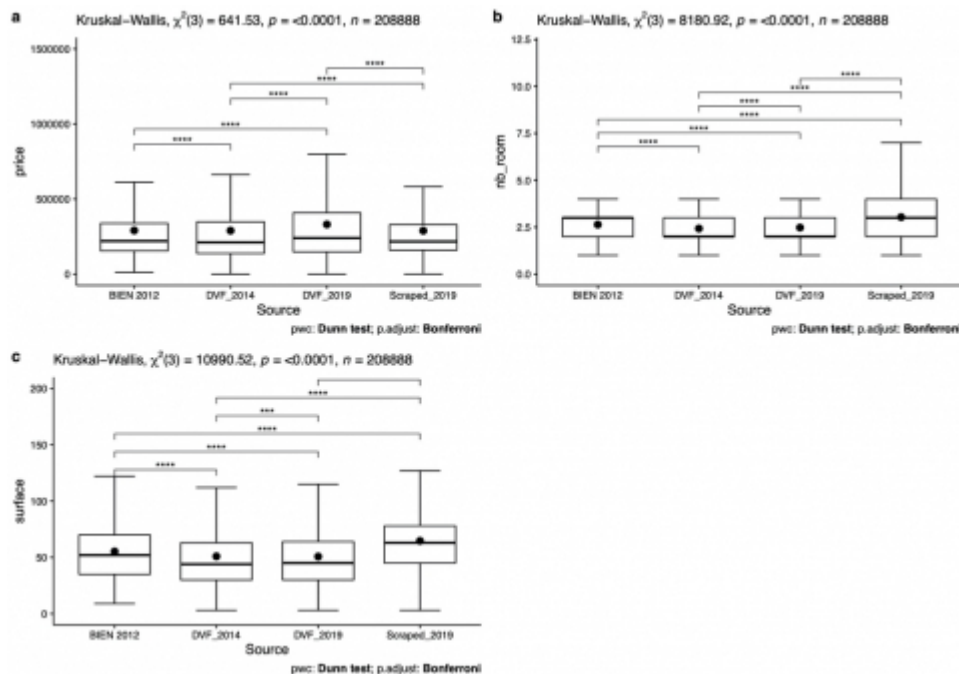 a
Kruskal–Wallis, χ²(3) = 641.53, p = <0.0001, n = 208888
1500000
1000000
500000
0
price
****
****
****
****
****
BIEN 2012 DVF_2014 DVF_2019 Scraped_2019
Source
pwc: Dunn test; p.adjust: Bonferroni
b
Kruskal–Wallis, χ²(3) = 8180.92, p = <0.0001, n = 208888
12.5
10.0
7.5
5.0
2.5
0.0
nb_room
****
****
****
****
****
****
BIEN 2012 DVF_2014 DVF_2019 Scraped_2019
Source
pwc: Dunn test; p.adjust: Bonferroni
c
Kruskal–Wallis, χ²(3) = 10990.52, p = <0.0001, n = 208888
200
150
100
50
0
surface
****
***
****
****
****
BIEN 2012 DVF_2014 DVF_2019 Scraped_2019
Source
pwc: Dunn test; p.adjust: Bonferroni